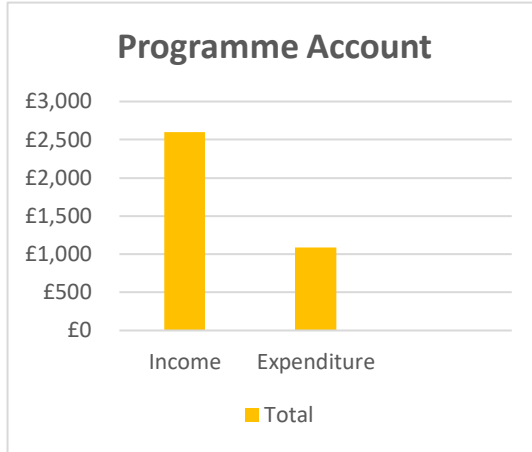 Programme Account
£3,000
£2,500
£2,000
£1,500
£1,000
£500
£0
Income Expenditure
Total